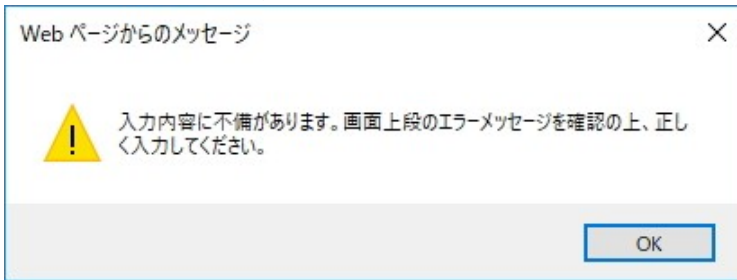 Web ページからのメッセージ
入力内容に不備があります。画面上段のエラーメッセージを確認の上、正し
く入力してください。
OK